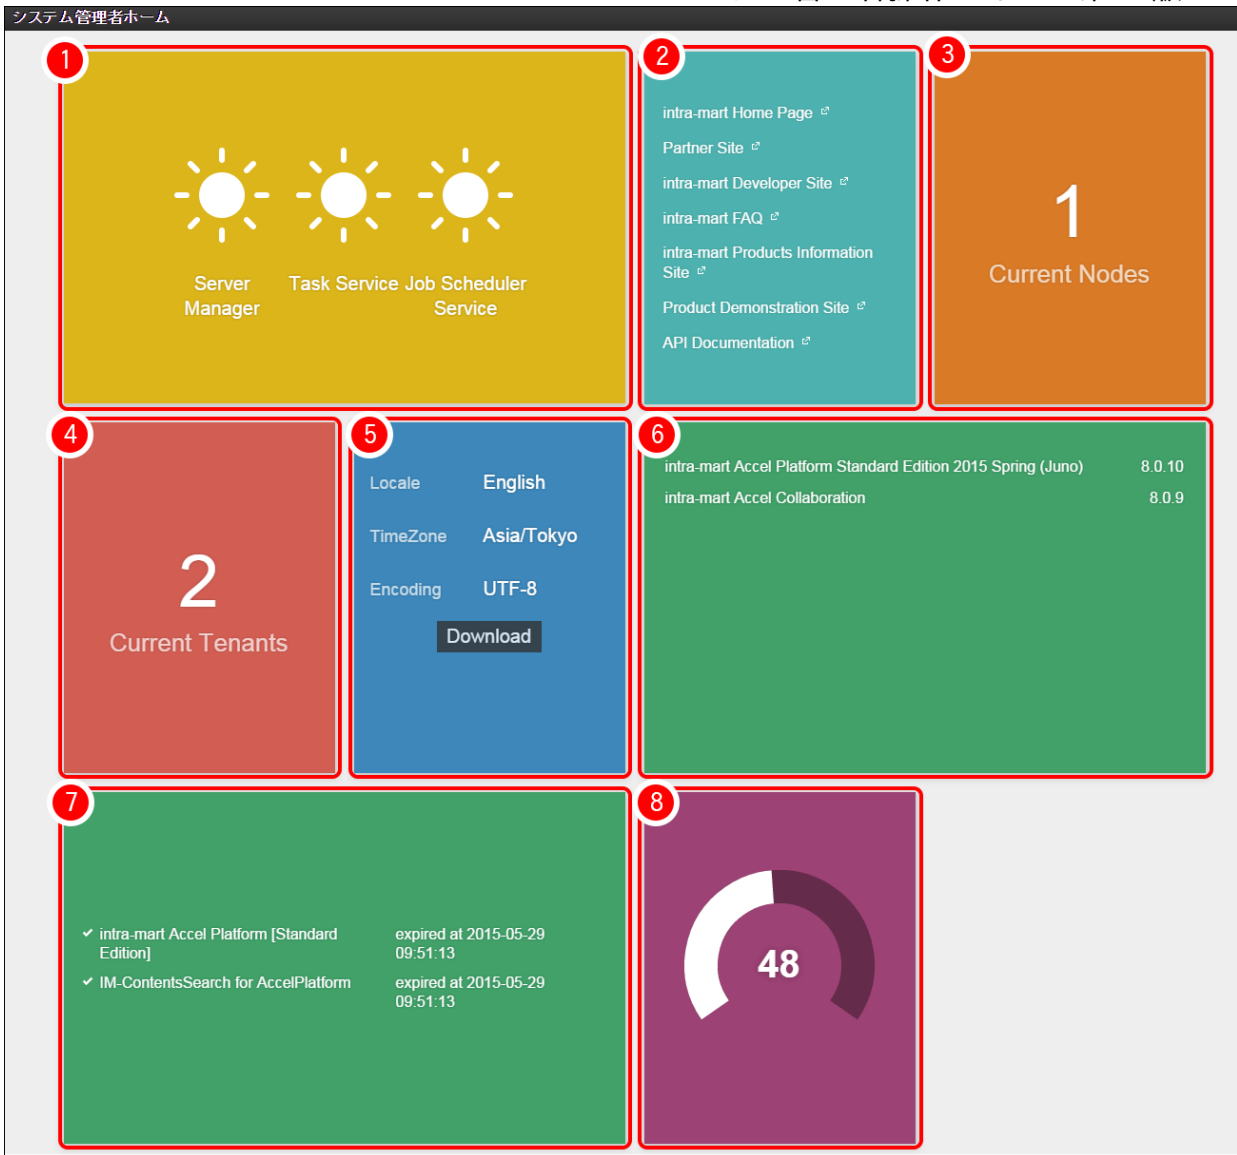 システム管理者ホーム
1
2
3
intra-mart Home Page
Partner Site
intra-mart Developer Site
intra-mart FAQ
intra-mart Products Information
Site
Product Demonstration Site
API Documentation
Server
Manager
Task Service
Job Scheduler
Service
1
Current Nodes
4
5
6
2
Current Tenants
Locale English
TimeZone Asia/Tokyo
Encoding UTF-8
Download
intra-mart Accel Platform Standard Edition 2015 Spring (Juno) 8.0.10
intra-mart Accel Collaboration 8.0.9
7
8
intra-mart Accel Platform [Standard
Edition]
expired at 2015-05-29
09:51:13
IM-ContentsSearch for AccelPlatform
expired at 2015-05-29
09:51:13
48